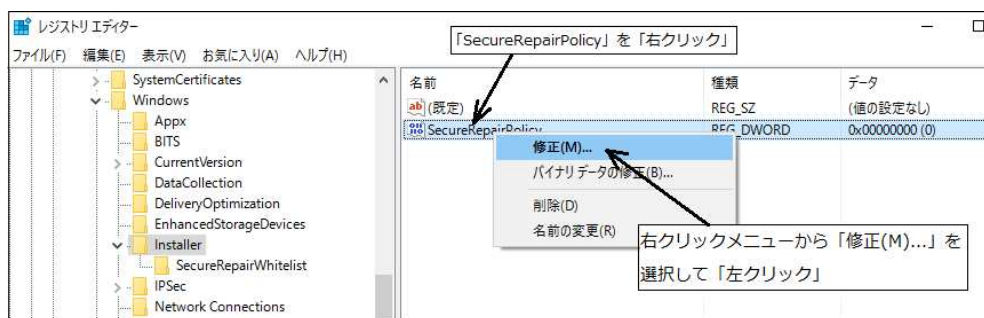 レジストリ エディター
ファイル(F) 編集(E) 表示(V) お気に入り(A) ヘルプ(H)
「SecureRepairPolicy」を「右クリック」
SystemCertificates
Windows
Appx
BITS
CurrentVersion
DataCollection
DeliveryOptimization
EnhancedStorageDevices
Installer
SecureRepairWhitelist
IPSec
Network Connections
名前 種類 データ
(既定) REG_SZ (値の設定なし)
SecureRepairPolicy REG_DWORD 0x00000000 (0)
修正(M)...
バイナリ データの修正(B)...
削除(D)
名前の変更(R)
右クリックメニューから「修正(M)...」を
選択して「左クリック」